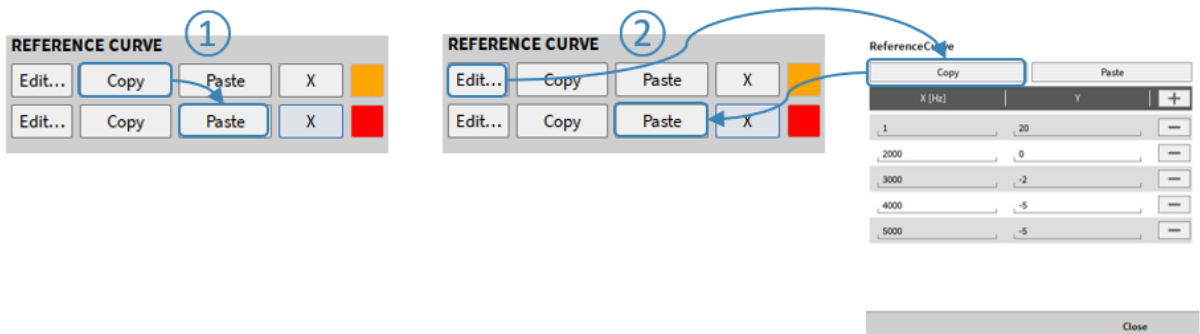 1
REFERENCE CURVE
Edit... Copy Paste X
Edit... Copy Paste X
2
REFERENCE CURVE
Edit... Copy Paste X
Edit... Copy Paste X
ReferenceCurve
Copy Paste
X [Hz] Y +
1 20 −
2000 0 −
3000 -2 −
4000 -5 −
5000 -5 −
Close